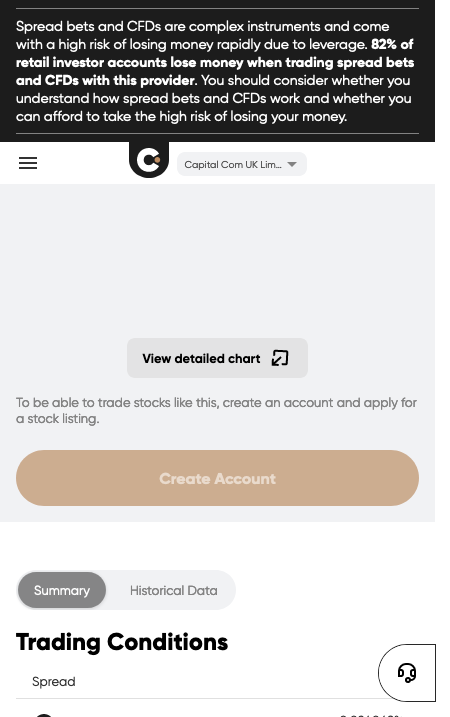 Spread bets and CFDs are complex instruments and come
with a high risk of losing money rapidly due to leverage. 82% of
retail investor accounts lose money when trading spread bets
and CFDs with this provider. You should consider whether you
understand how spread bets and CFDs work and whether you
can afford to take the high risk of losing your money.
Capital Com UK Lim...
View detailed chart
To be able to trade stocks like this, create an account and apply for
a stock listing.
Create Account
Summary
Historical Data
Trading Conditions
Spread